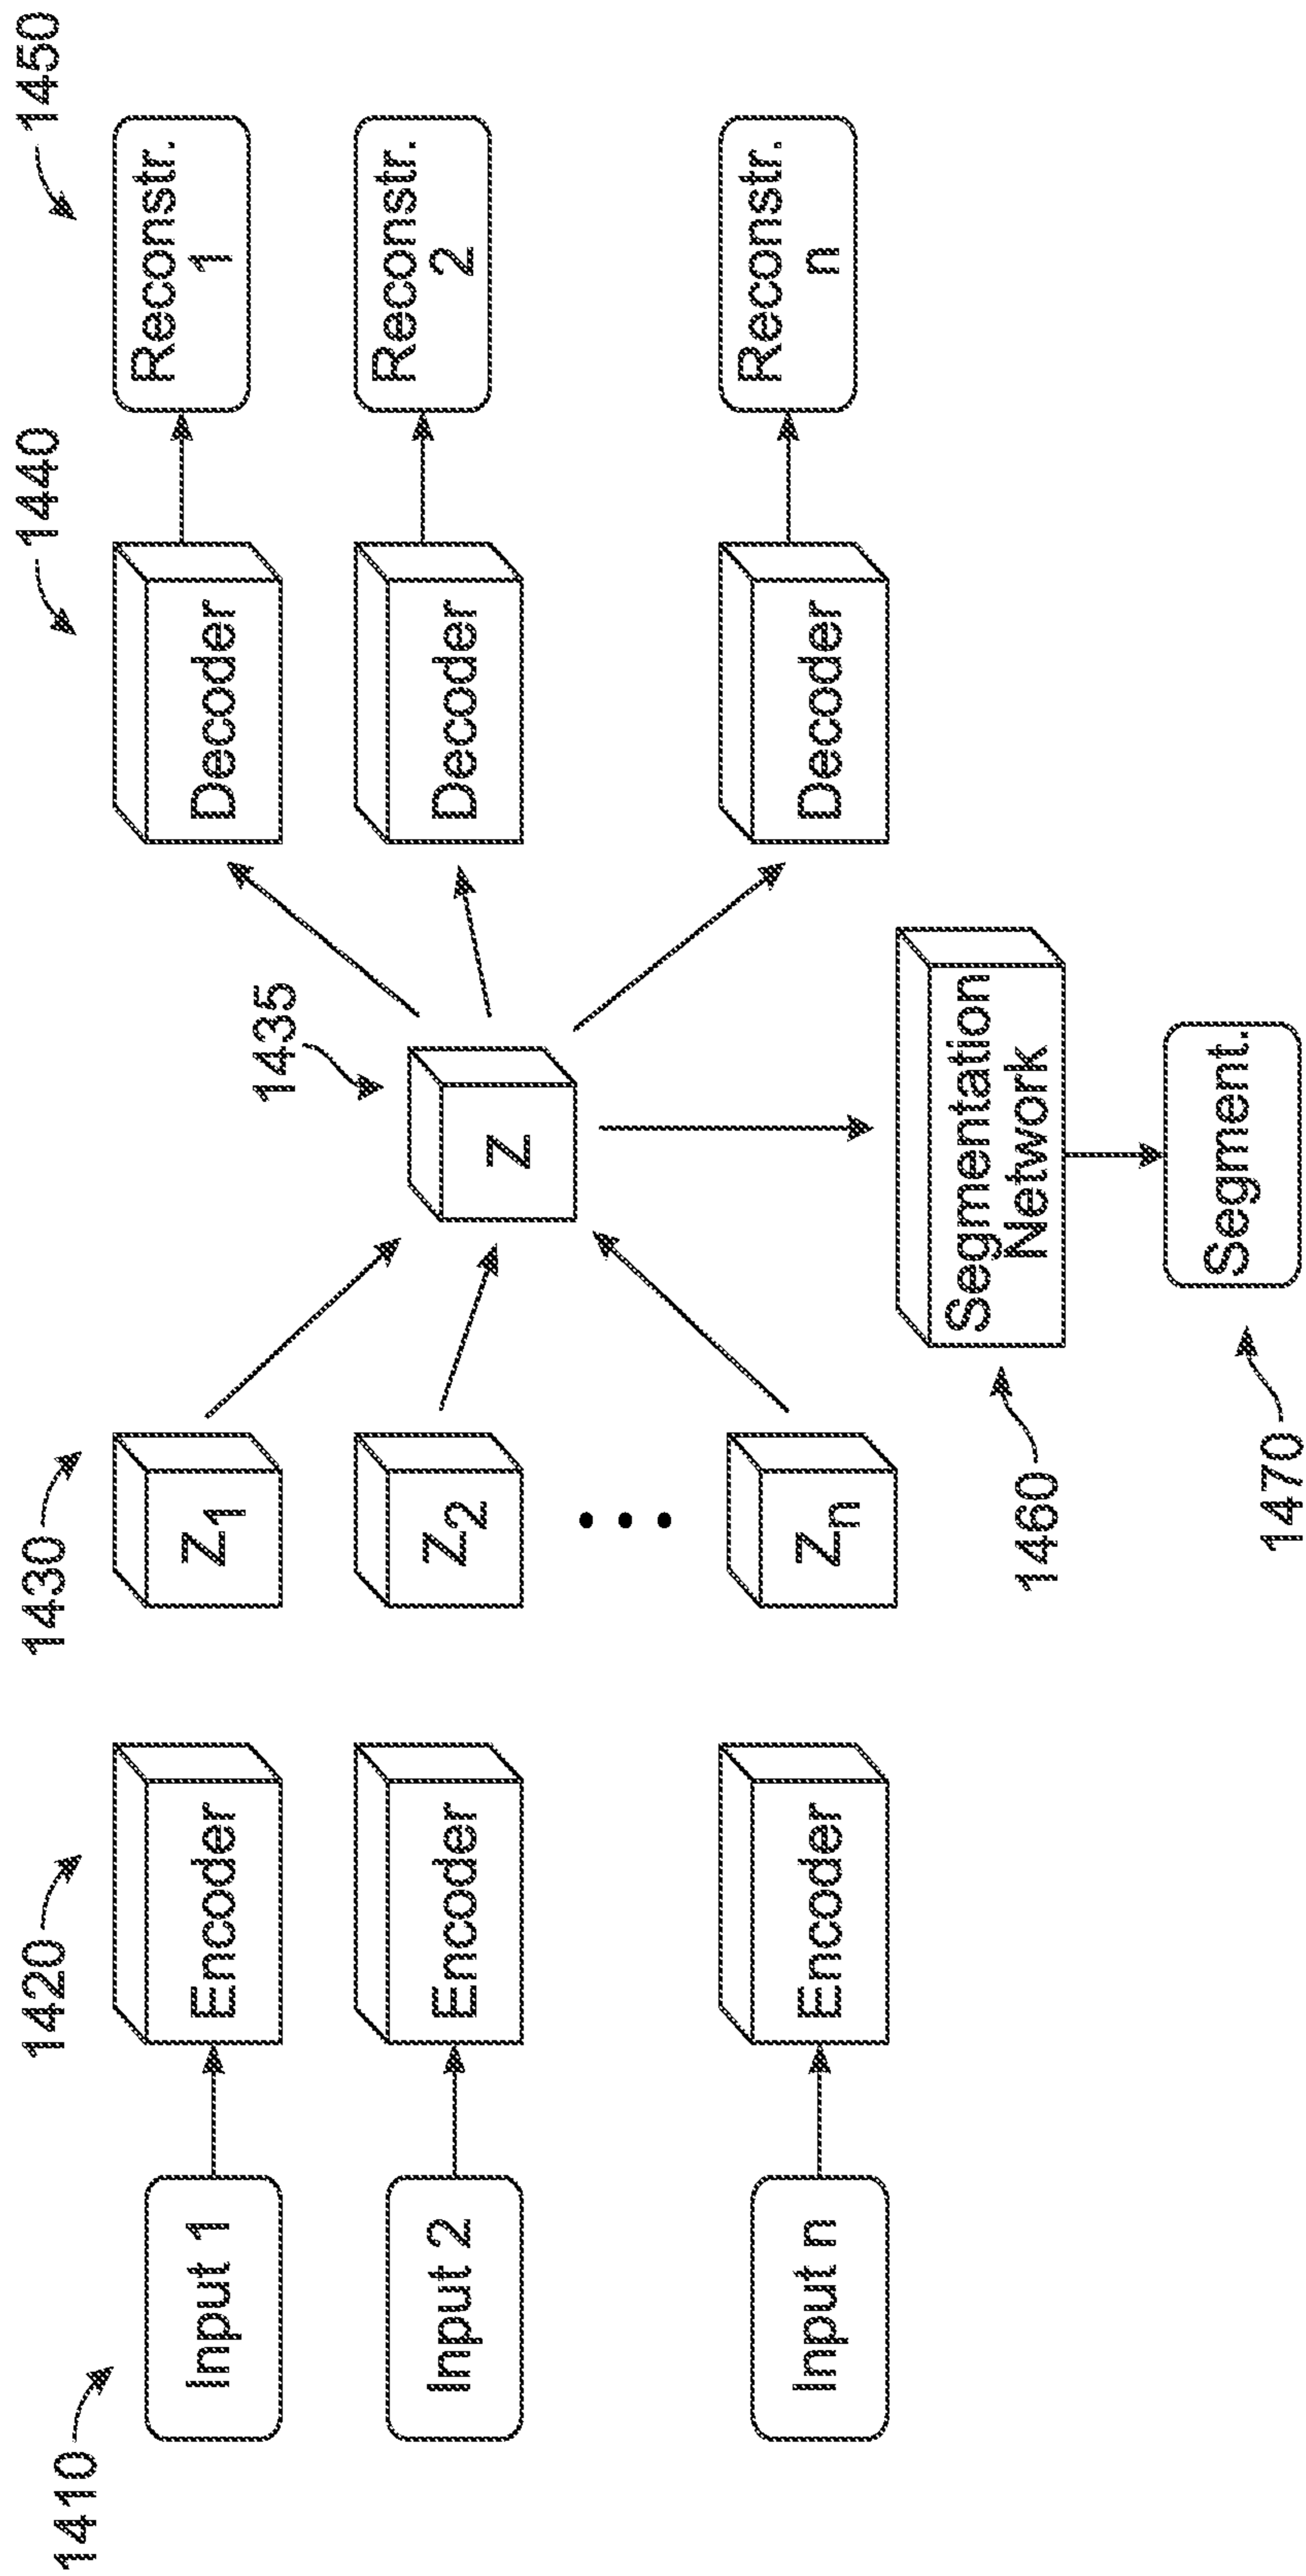 1410
1420
1430
1440
1450
Input 1
Encoder
Z1
Decoder
Reconstr.
1
1435
Input 2
Encoder
Z2
Z
Decoder
Reconstr.
2
Input n
Encoder
Zn
Decoder
Reconstr.
n
1460
Segmentation
Network
1470
Segment.